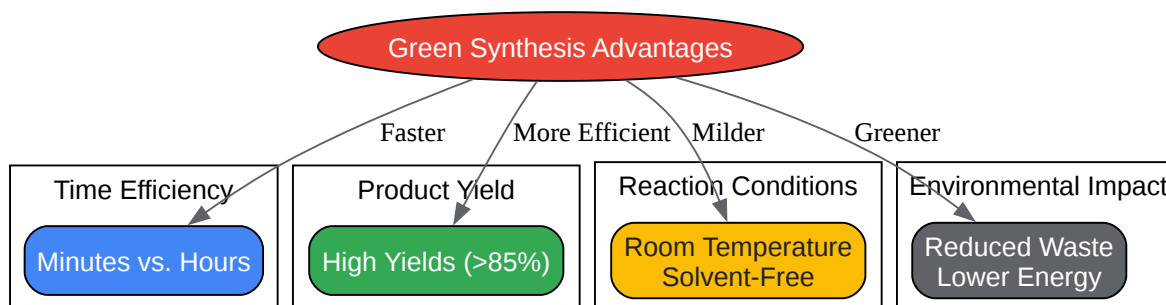 Green Synthesis Advantages
Faster
More Efficient
Milder
Greener
Time Efficiency
Product Yield
Reaction Conditions
Environmental Impact
Minutes vs. Hours
High Yields (>85%)
Room Temperature
Solvent-Free
Reduced Waste
Lower Energy